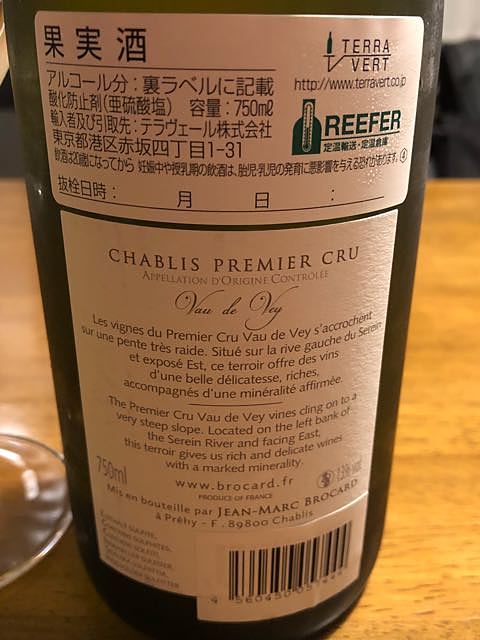 果実酒
TERRA
VERT
http://www.terravert.co.jp
アルコール分：裏ラベルに記載
酸化防止剤(亜硫酸塩) 容量：750㎖
輸入者及び引取先：テラヴェール株式会社
東京都港区赤坂四丁目1-31
REEFER
定温輸送・定温倉庫
飲酒は20歳になってから 妊娠中や授乳期の飲酒は、胎児・乳児の発育に悪影響を与える恐れがあります。④
抜栓日時： 月 日 ：
CHABLIS PREMIER CRU
APPELLATION D'ORIGINE CONTRÔLÉE
Vau de Vey
Les vignes du Premier Cru Vau de Vey s'accrochent
sur une pente très raide. Situé sur la rive gauche du Serein
et exposé Est, ce terroir offre des vins
d'une belle délicatesse, riches,
accompagnés d'une minéralité affirmée.
The Premier Cru Vau de Vey vines cling on to a
very steep slope. Located on the left bank of
the Serein River and facing East,
this terroir gives us rich and delicate wines
with a marked minerality.
750ml
www.brocard.fr
13% vol.
PRODUCE OF FRANCE
Mis en bouteille par JEAN-MARC BROCARD
à Préhy - F . 89800 Chablis